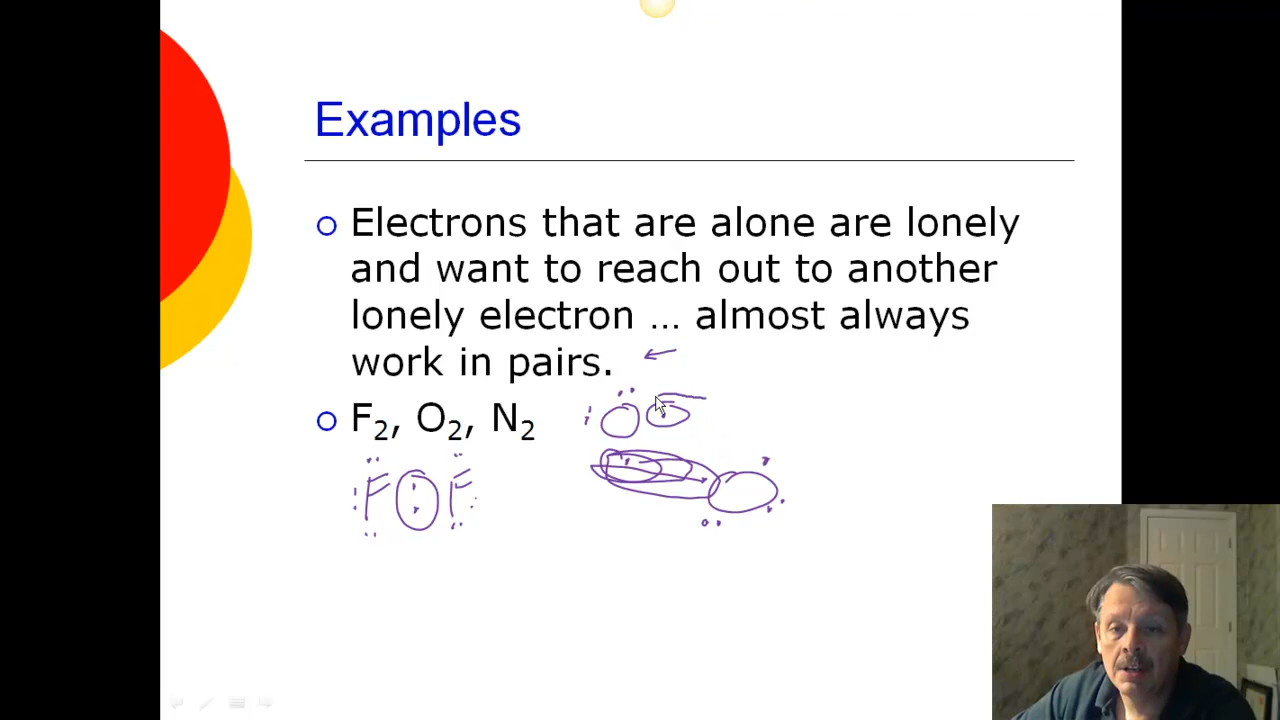 Examples
Electrons that are alone are lonely
and want to reach out to another
lonely electron … almost always
work in pairs.
F₂, O₂, N₂
F : F